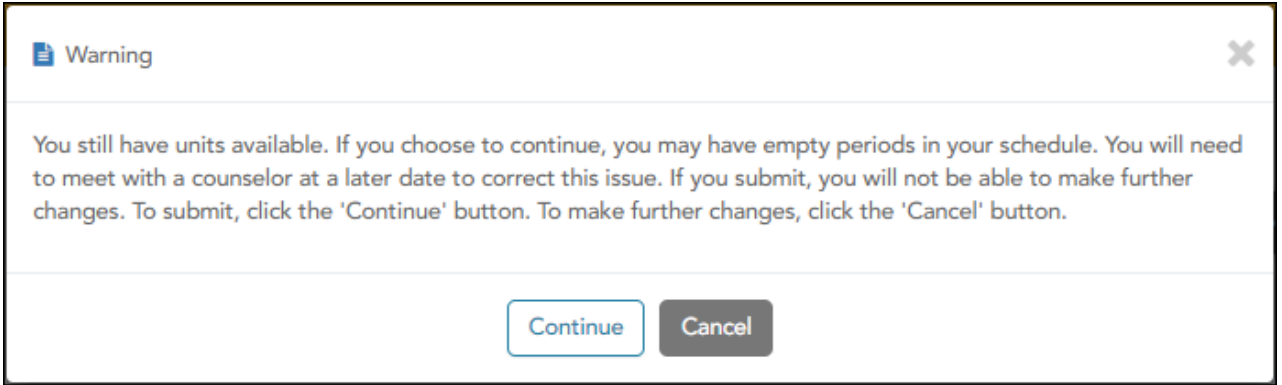 Warning
You still have units available. If you choose to continue, you may have empty periods in your schedule. You will need
to meet with a counselor at a later date to correct this issue. If you submit, you will not be able to make further
changes. To submit, click the 'Continue' button. To make further changes, click the 'Cancel' button.
Continue Cancel